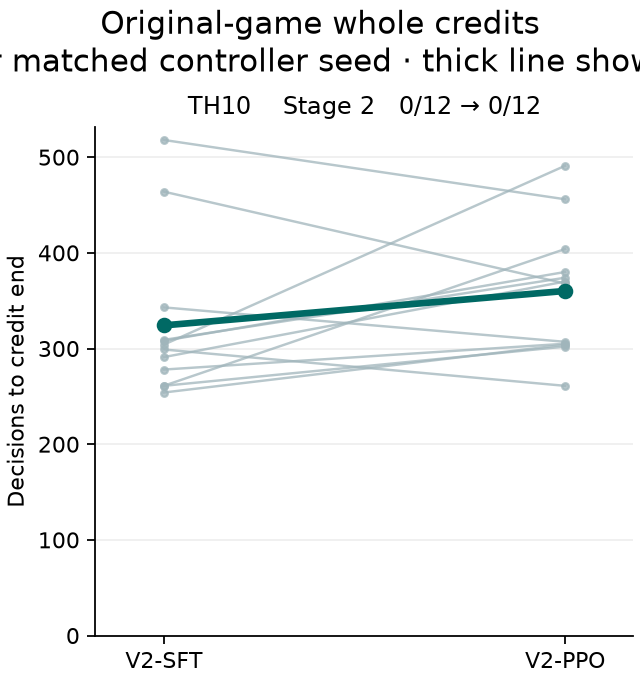 Original-game whole credits
matched controller seed · thick line
TH10 Stage 2 0/12 → 0/12
500
400
300
200
100
0
Decisions to credit end
V2-SFT
V2-PPO